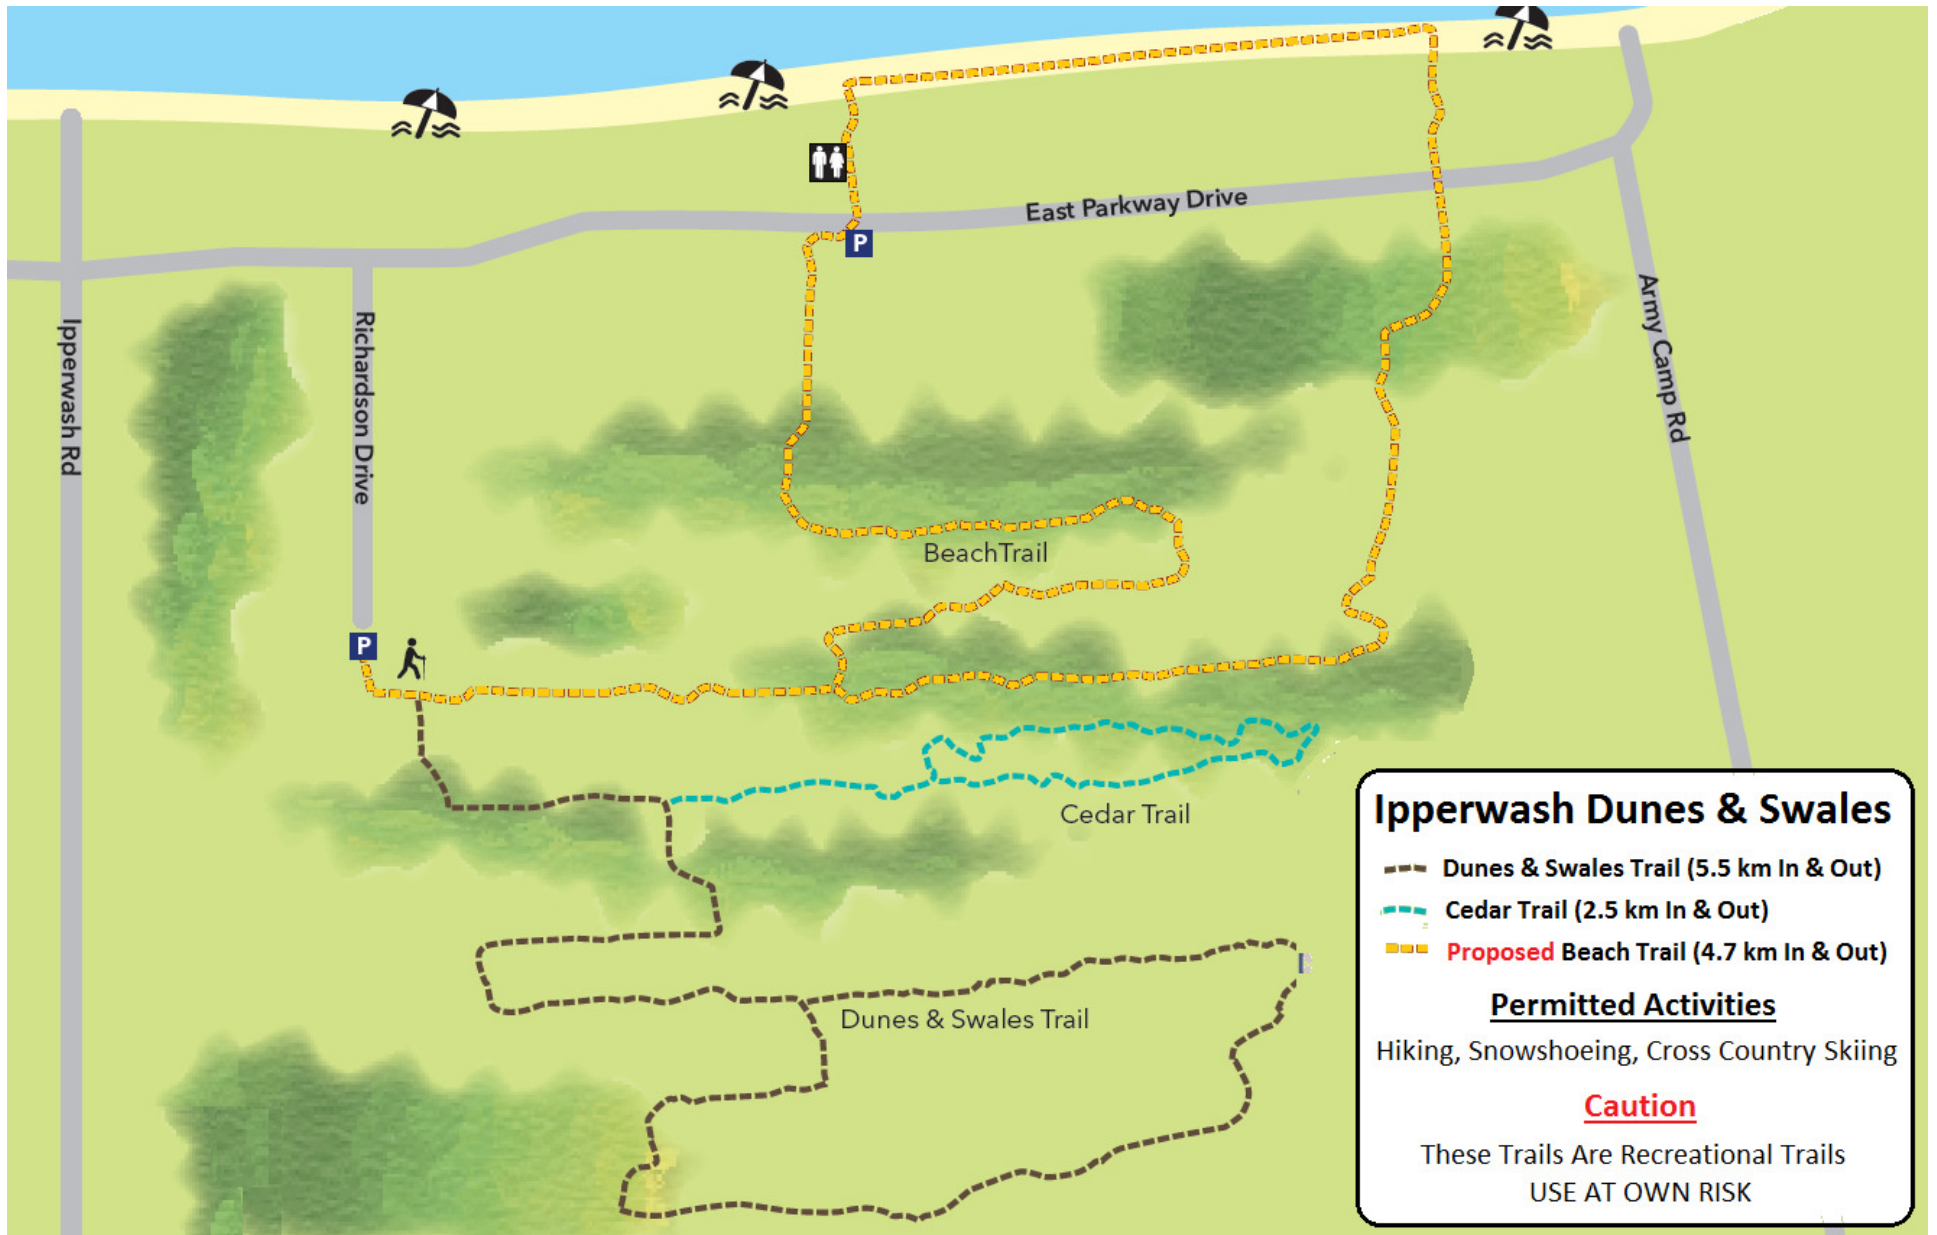 East Parkway Drive
P
Ipperwash Rd
Richardson Drive
Army Camp Rd
BeachTrail
P
Cedar Trail
Dunes & Swales Trail
Ipperwash Dunes & Swales
Dunes & Swales Trail (5.5 km In & Out)
Cedar Trail (2.5 km In & Out)
Proposed Beach Trail (4.7 km In & Out)
Permitted Activities
Hiking, Snowshoeing, Cross Country Skiing
Caution
These Trails Are Recreational Trails
USE AT OWN RISK